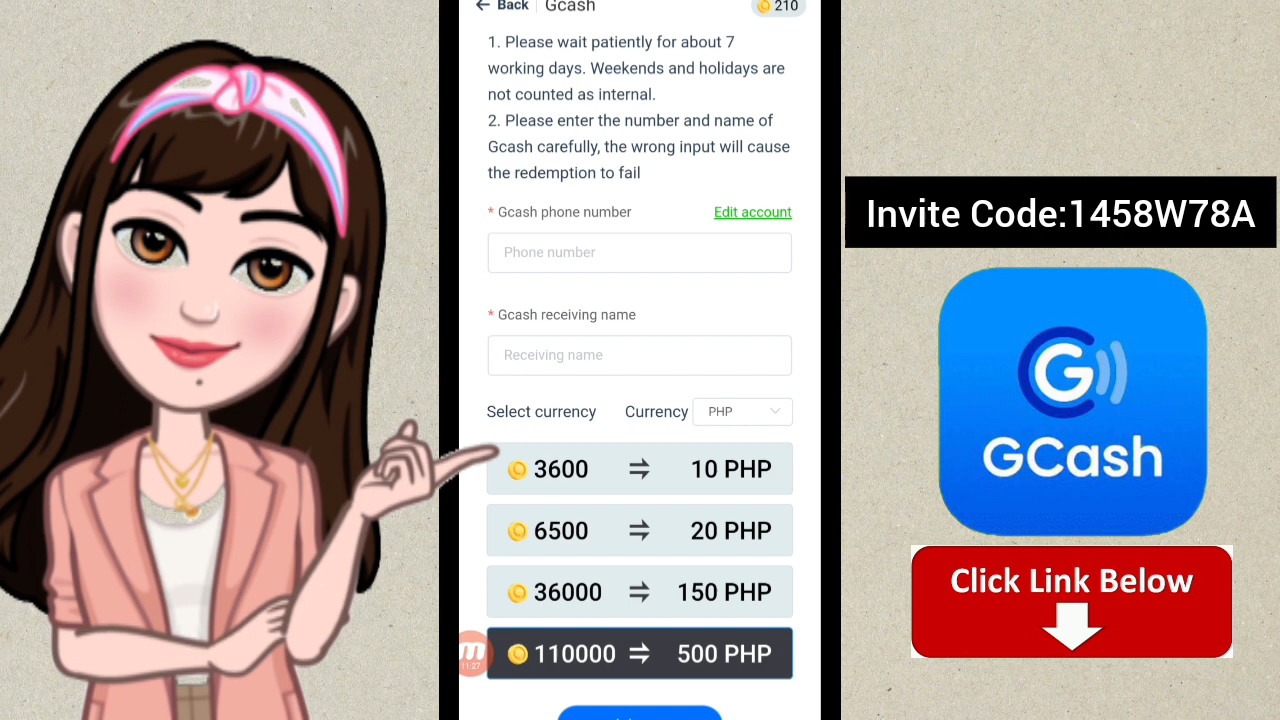 Back
Gcash
210
1. Please wait patiently for about 7
working days. Weekends and holidays are
not counted as internal.
2. Please enter the number and name of
Gcash carefully, the wrong input will cause
the redemption to fail
* Gcash phone number
Edit account
Phone number
* Gcash receiving name
Receiving name
Select currency
Currency
PHP
3600
10 PHP
6500
20 PHP
36000
150 PHP
110000
500 PHP
11:27
Invite Code:1458W78A
G
GCash
Click Link Below